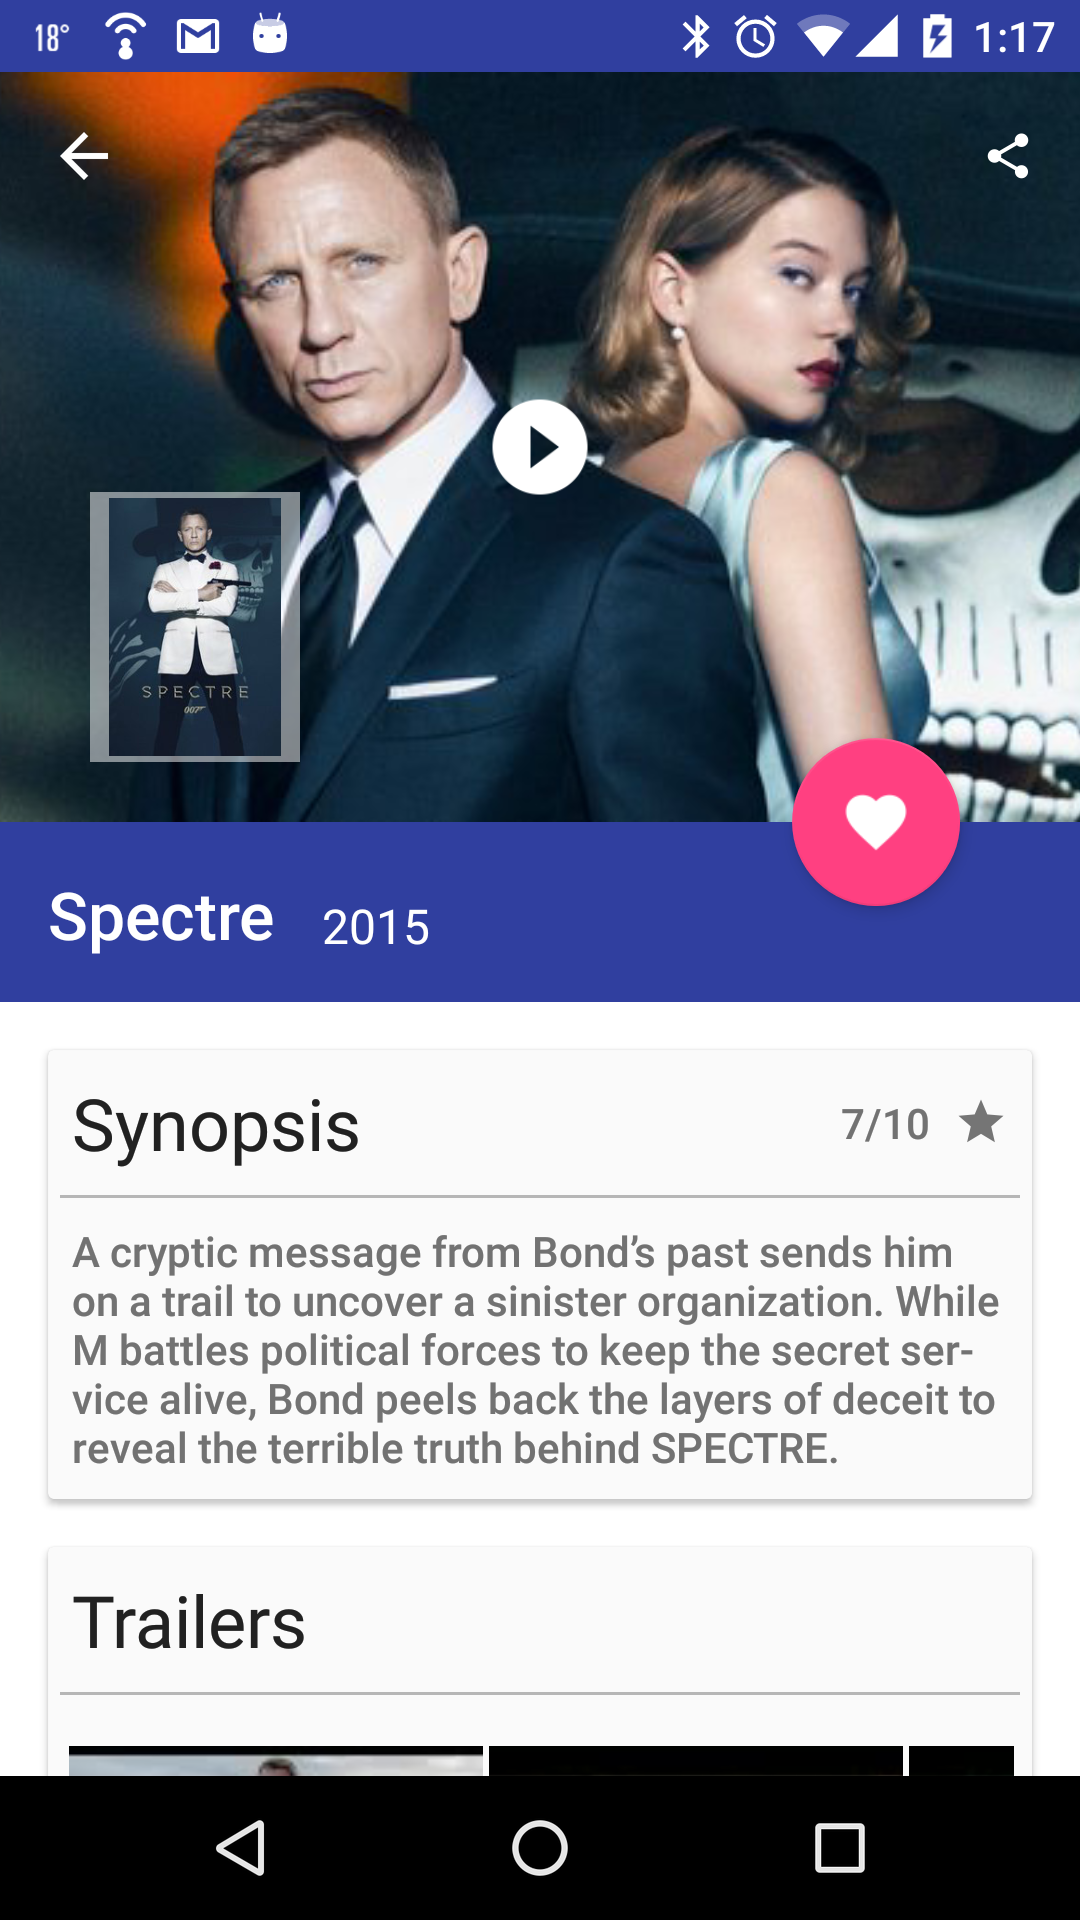 18° 1:17
SPECTRE
007
Spectre 2015
Synopsis 7/10
A cryptic message from Bond’s past sends him
on a trail to uncover a sinister organization. While
M battles political forces to keep the secret ser-
vice alive, Bond peels back the layers of deceit to
reveal the terrible truth behind SPECTRE.
Trailers